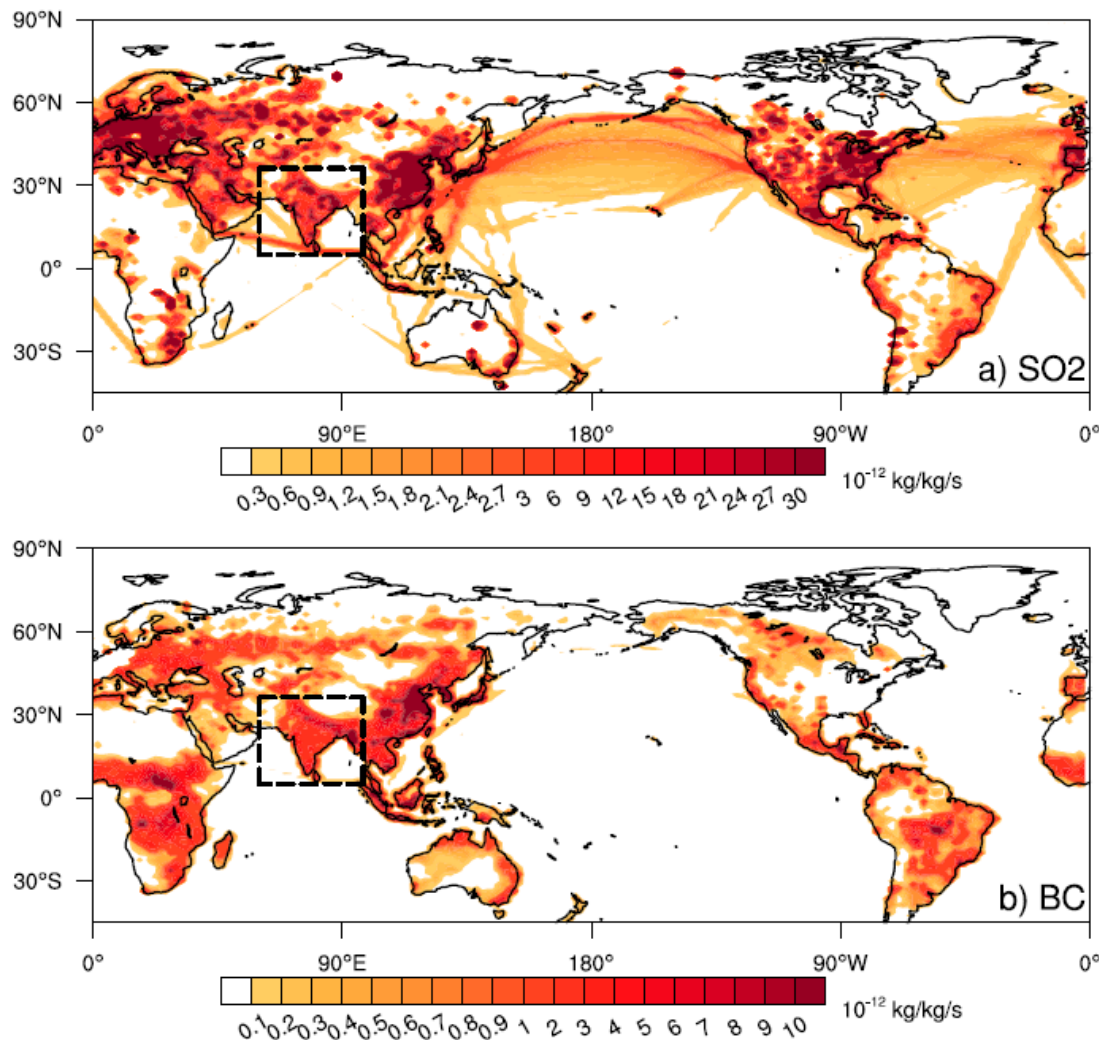 90°N
60°N
30°N
0°
30°S
a) SO2
0° 90°E 180° 90°W 0°
0.3 0.6 0.9 1.2 1.5 1.8 2.1 2.4 2.7 3 6 9 12 15 18 21 24 27 30
10⁻¹² kg/kg/s
90°N
60°N
30°N
0°
30°S
b) BC
0° 90°E 180° 90°W 0°
0.1 0.2 0.3 0.4 0.5 0.6 0.7 0.8 0.9 1 2 3 4 5 6 7 8 9 10
10⁻¹² kg/kg/s